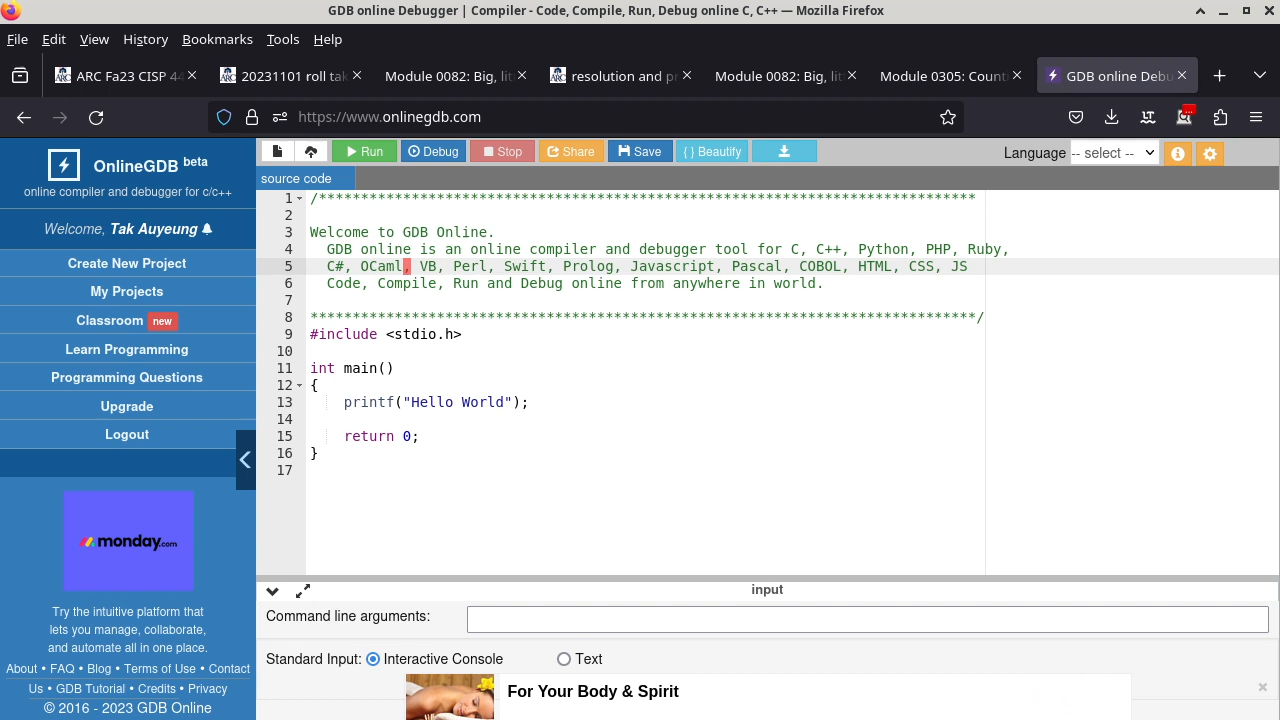 GDB online Debugger | Compiler - Code, Compile, Run, Debug online C, C++ — Mozilla Firefox
File Edit View History Bookmarks Tools Help
ARC Fa23 CISP 44 20231101 roll tak Module 0082: Big, lit resolution and pr Module 0082: Big, lit Module 0305: Count GDB online Debu
https://www.onlinegdb.com
OnlineGDB beta
online compiler and debugger for c/c++
Welcome, Tak Auyeung
Create New Project
My Projects
Classroom new
Learn Programming
Programming Questions
Upgrade
Logout
monday.com
Try the intuitive platform that
lets you manage, collaborate,
and automate all in one place.
About • FAQ • Blog • Terms of Use • Contact
Us • GDB Tutorial • Credits • Privacy
© 2016 - 2023 GDB Online
Run Debug Stop Share Save { } Beautify Language -- select --
source code
1 /******************************************************************************
2
3 Welcome to GDB Online.
4   GDB online is an online compiler and debugger tool for C, C++, Python, PHP, Ruby,
5   C#, OCaml, VB, Perl, Swift, Prolog, Javascript, Pascal, COBOL, HTML, CSS, JS
6   Code, Compile, Run and Debug online from anywhere in world.
7
8 *******************************************************************************/
9 #include <stdio.h>
10
11 int main()
12 {
13     printf("Hello World");
14
15     return 0;
16 }
17
input
Command line arguments:
Standard Input: Interactive Console Text
For Your Body & Spirit